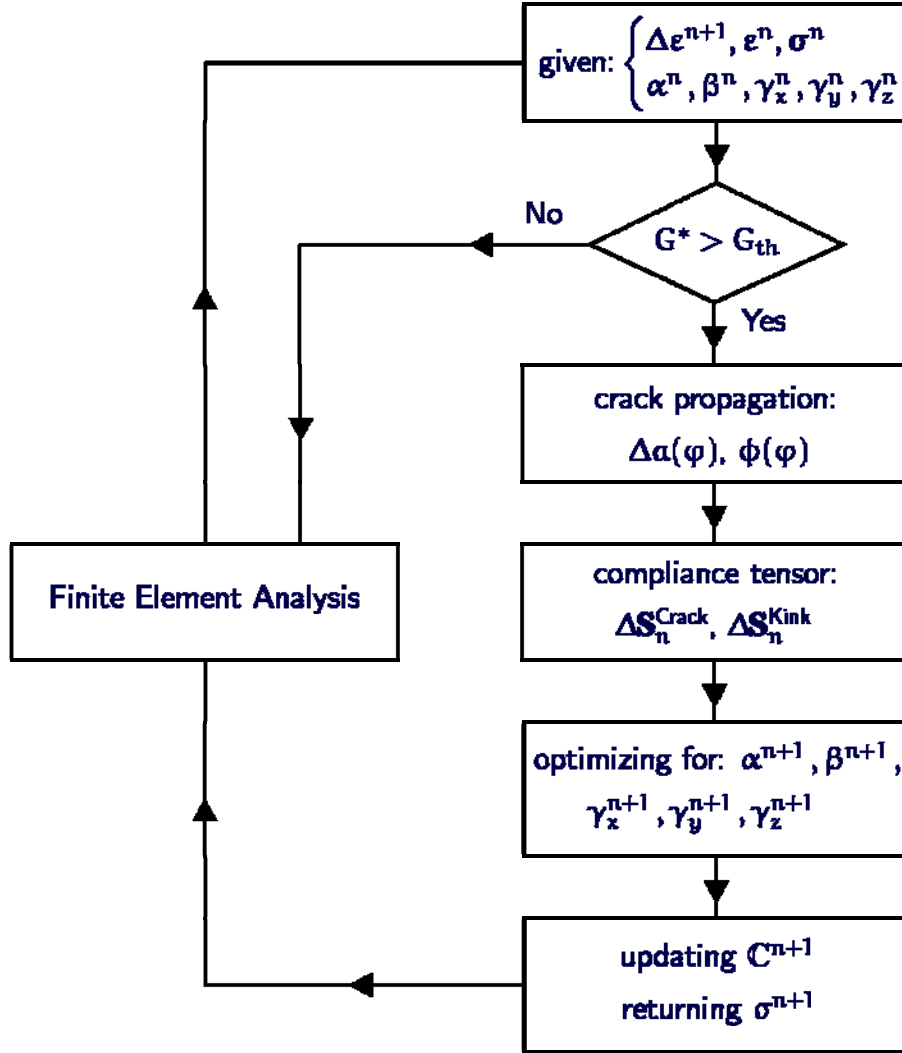 given: { Δε^{n+1}, ε^n, σ^n
α^n, β^n, γ_x^n, γ_y^n, γ_z^n
No
G* > G_th
Yes
crack propagation:
Δa(φ), ϕ(φ)
Finite Element Analysis
compliance tensor:
ΔS_n^Crack, ΔS_n^Kink
optimizing for: α^{n+1}, β^{n+1},
γ_x^{n+1}, γ_y^{n+1}, γ_z^{n+1}
updating ℂ^{n+1}
returning σ^{n+1}